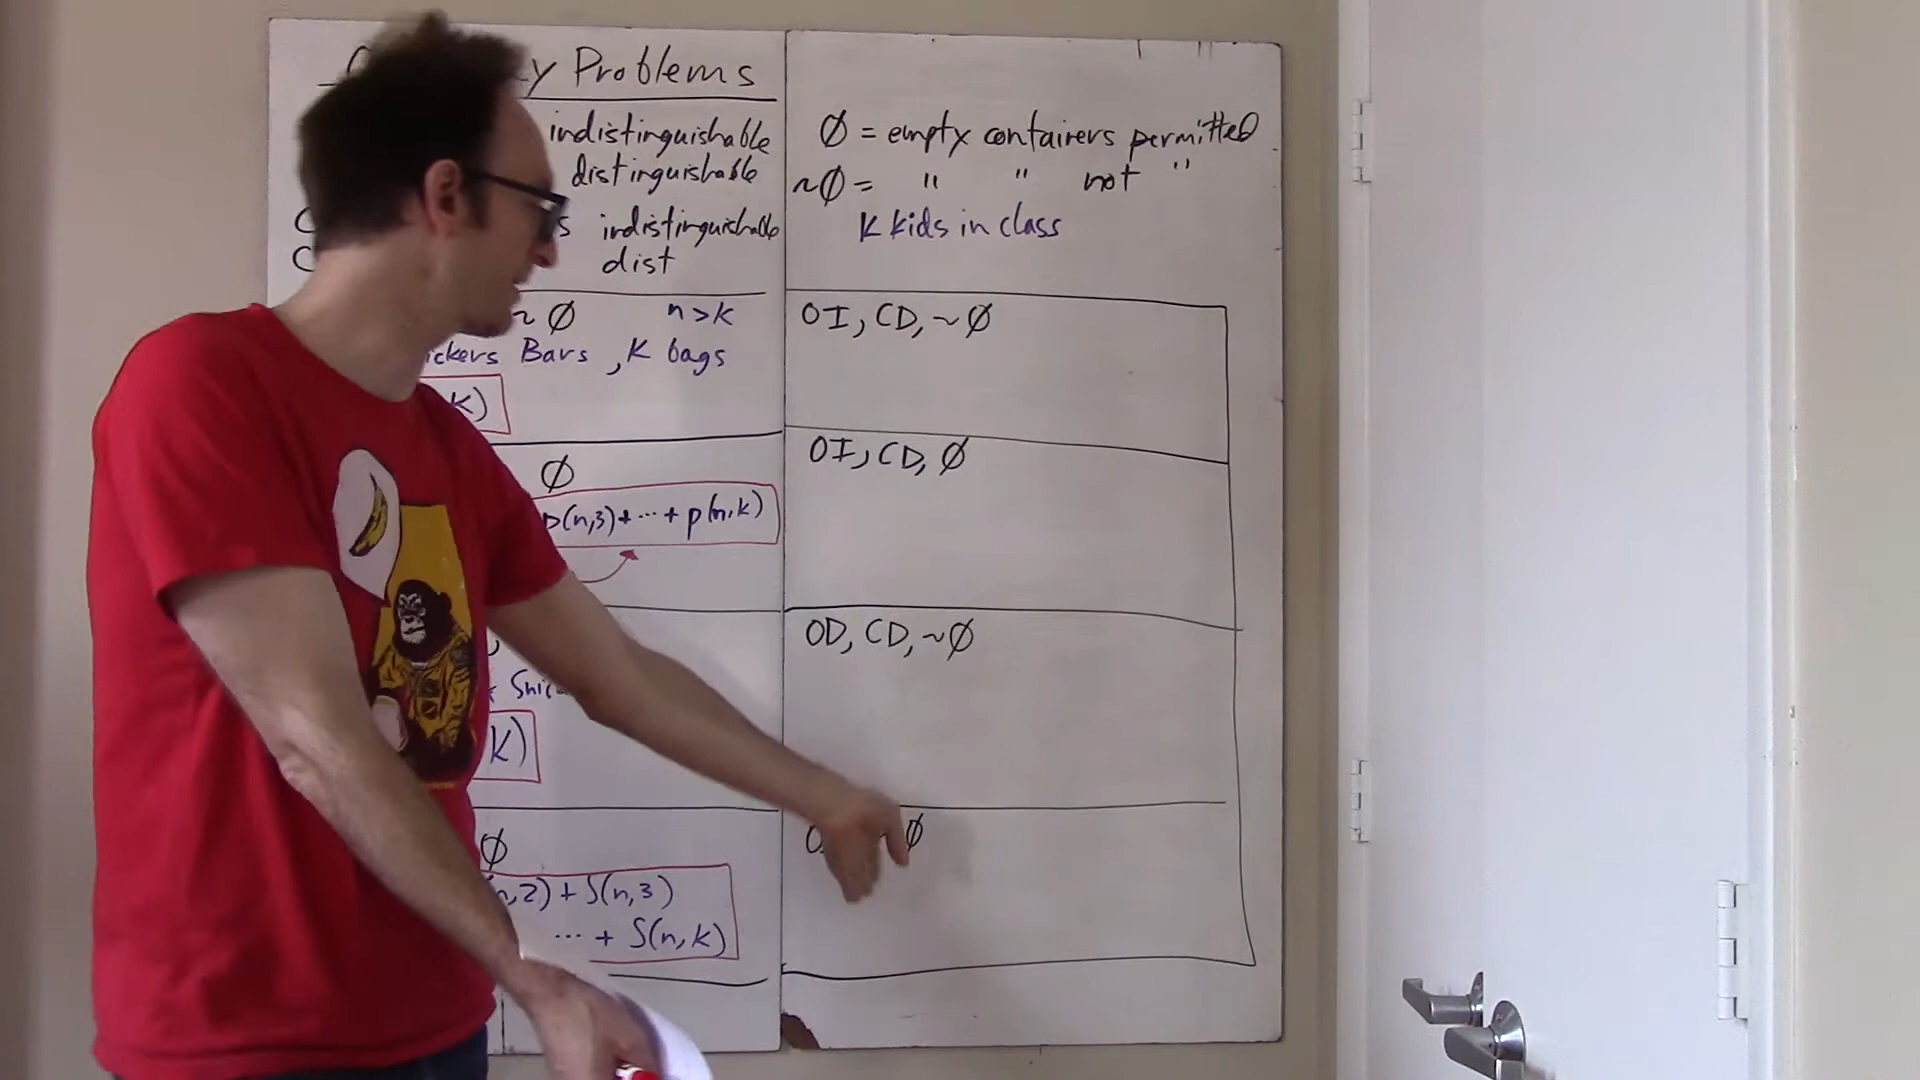 y Problems
indistinguishable
distinguishable
indistinguishable
dist
~Ø n>k
ickers Bars, K bags
K)
Ø
p(n,3)+ ··· + p(n,k)
K)
Ø
n,2) + S(n,3)
··· + S(n,k)
Ø = empty containers permitted
~Ø = " " not "
K kids in class
OI, CD, ~Ø
OI, CD, Ø
OD, CD, ~Ø
Ø